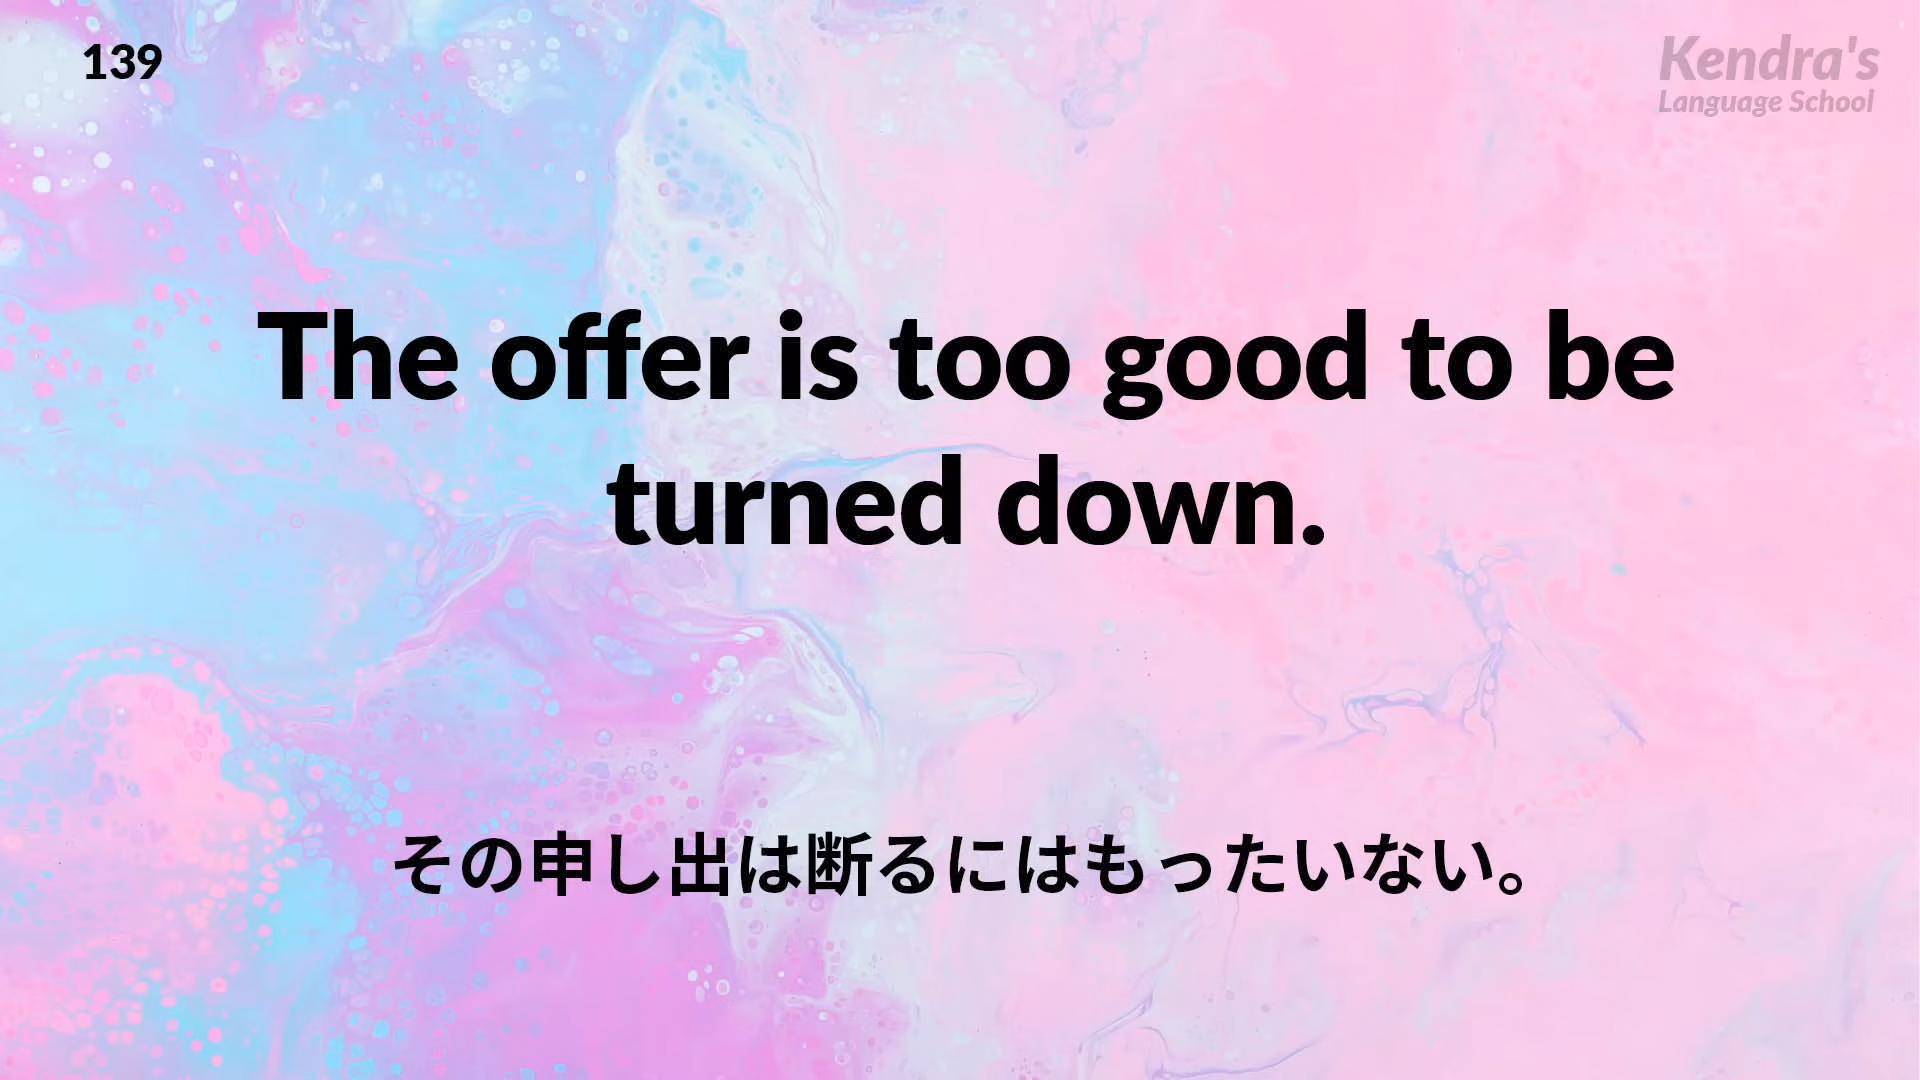 139
Kendra's
Language School
The offer is too good to be
turned down.
その申し出は断るにはもったいない。